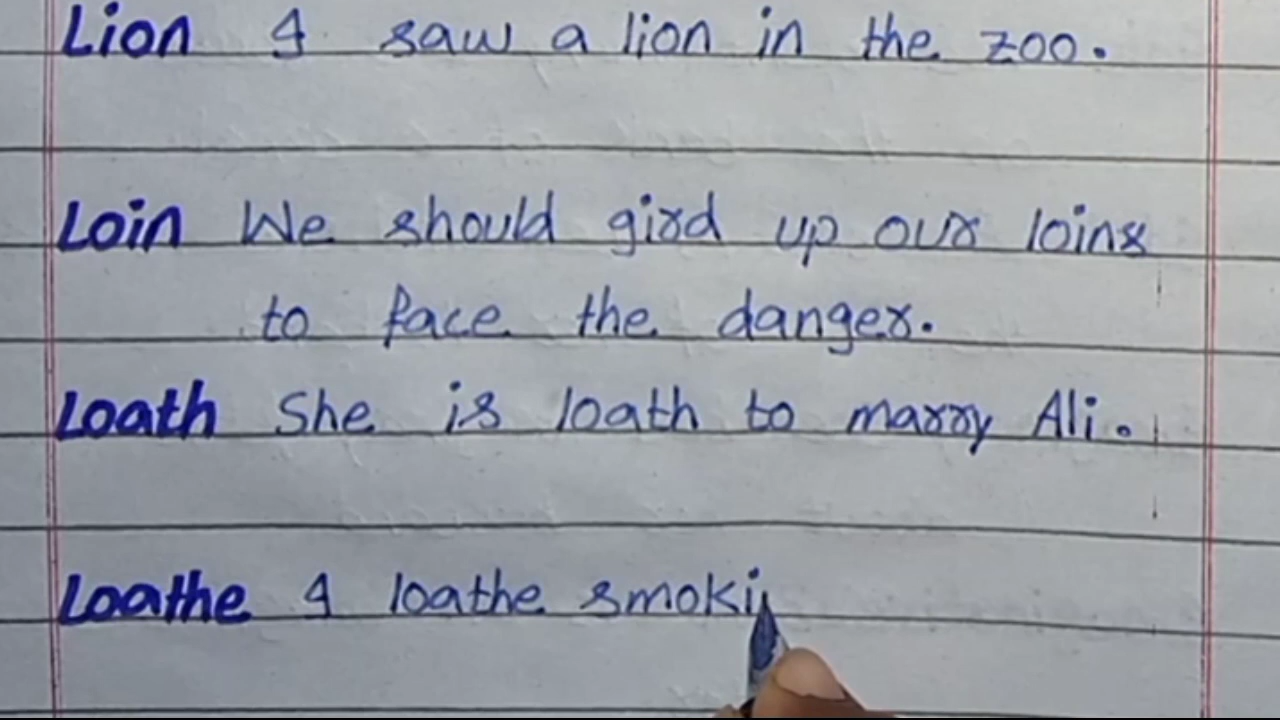 Lion I saw a lion in the zoo.
Loin We should gird up our loins
to face the danger.
Loath She is loath to marry Ali.
Loathe I loathe smoki